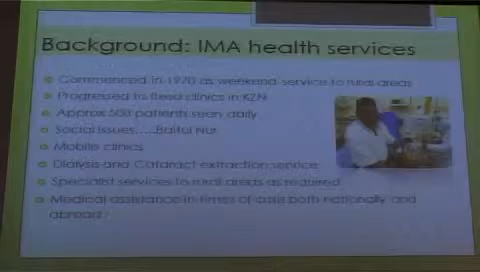 Background: IMA health services
Commenced in 1970 as weekend service to rural areas
Progressed to fixed clinics in KZN
Approx 500 patients seen daily
Social issues.....Baitul Nur
Mobile clinics
Dialysis and Cataract extraction service
Specialist services to rural areas as required
Medical assistance in times of crisis both nationally and
abroad